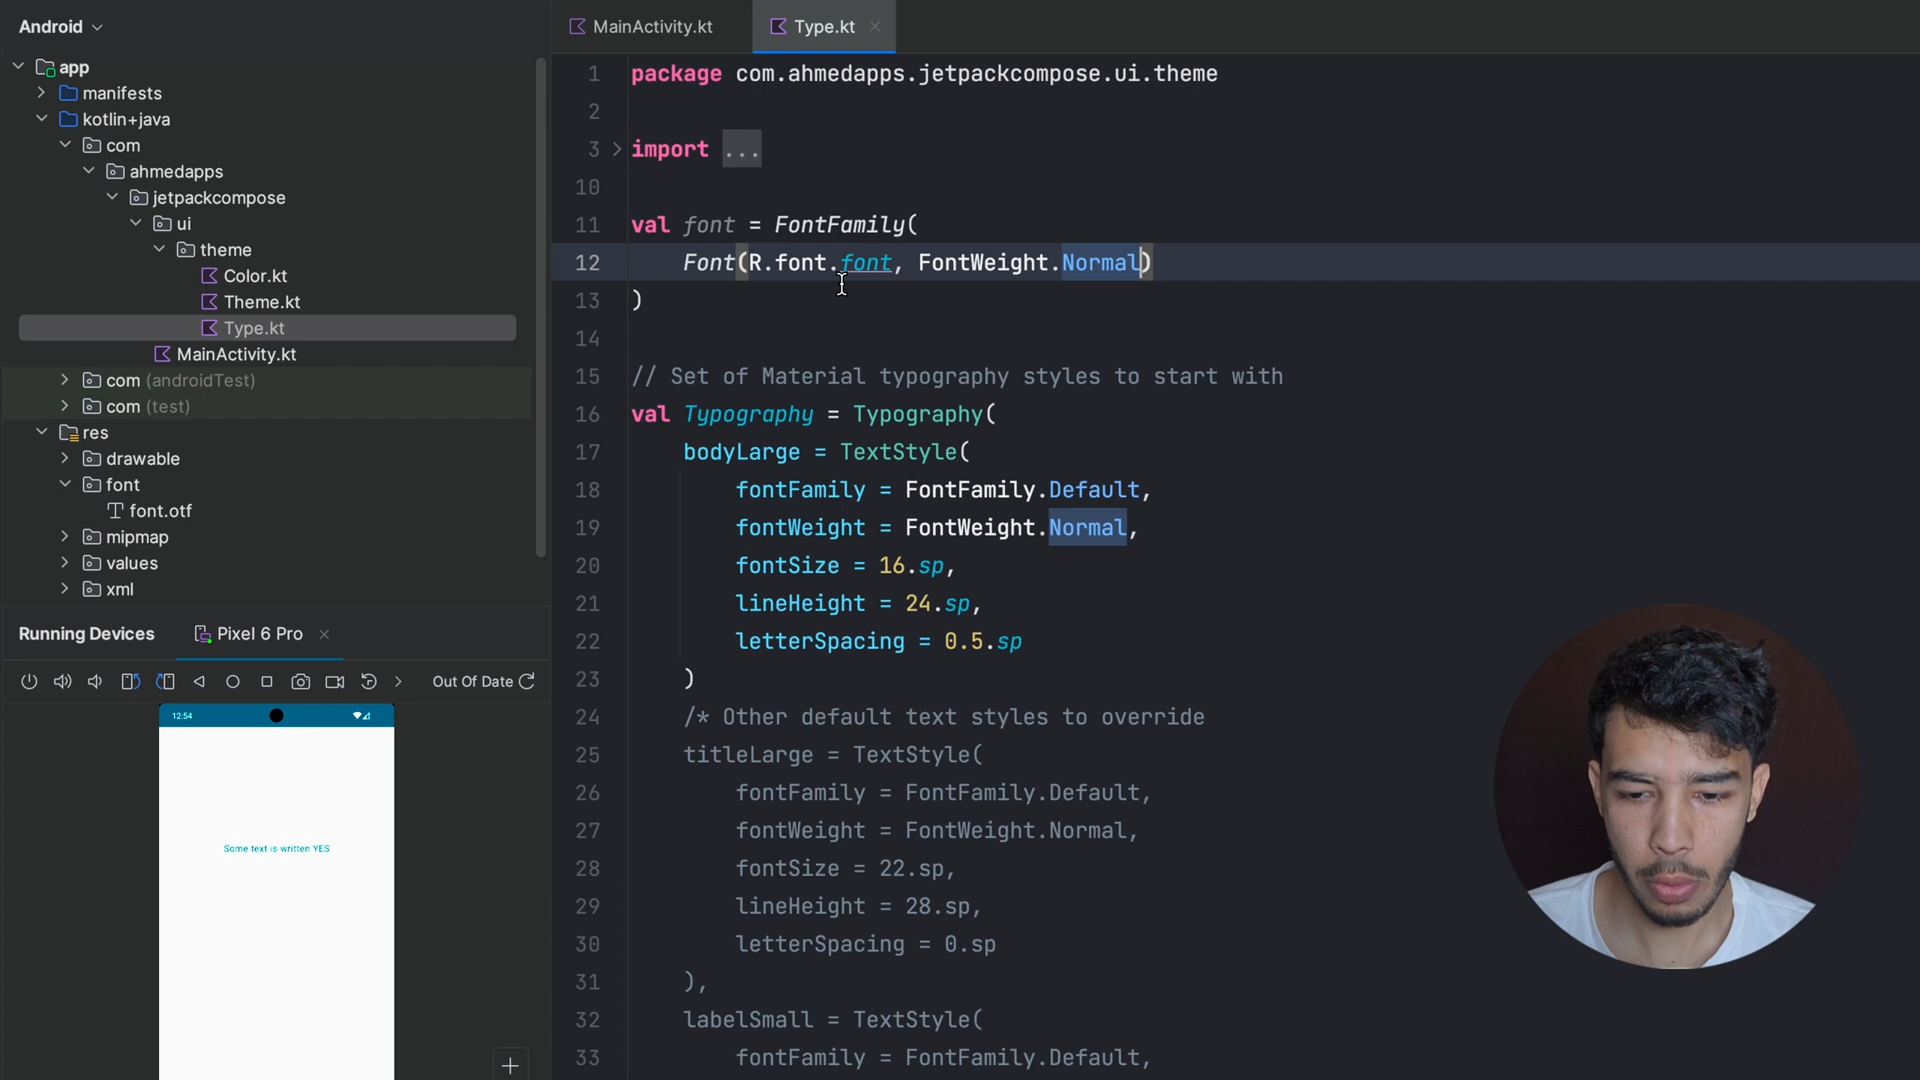 Android
app
manifests
kotlin+java
com
ahmedapps
jetpackcompose
ui
theme
Color.kt
Theme.kt
Type.kt
MainActivity.kt
com (androidTest)
com (test)
res
drawable
font
font.otf
mipmap
values
xml
Running Devices
Pixel 6 Pro
Out Of Date
12:54
Some text is written YES
MainActivity.kt
Type.kt
1 package com.ahmedapps.jetpackcompose.ui.theme
2
3 import ...
10
11 val font = FontFamily(
12 Font(R.font.font, FontWeight.Normal)
13 )
14
15 // Set of Material typography styles to start with
16 val Typography = Typography(
17 bodyLarge = TextStyle(
18 fontFamily = FontFamily.Default,
19 fontWeight = FontWeight.Normal,
20 fontSize = 16.sp,
21 lineHeight = 24.sp,
22 letterSpacing = 0.5.sp
23 )
24 /* Other default text styles to override
25 titleLarge = TextStyle(
26 fontFamily = FontFamily.Default,
27 fontWeight = FontWeight.Normal,
28 fontSize = 22.sp,
29 lineHeight = 28.sp,
30 letterSpacing = 0.sp
31 ),
32 labelSmall = TextStyle(
33 fontFamily = FontFamily.Default,